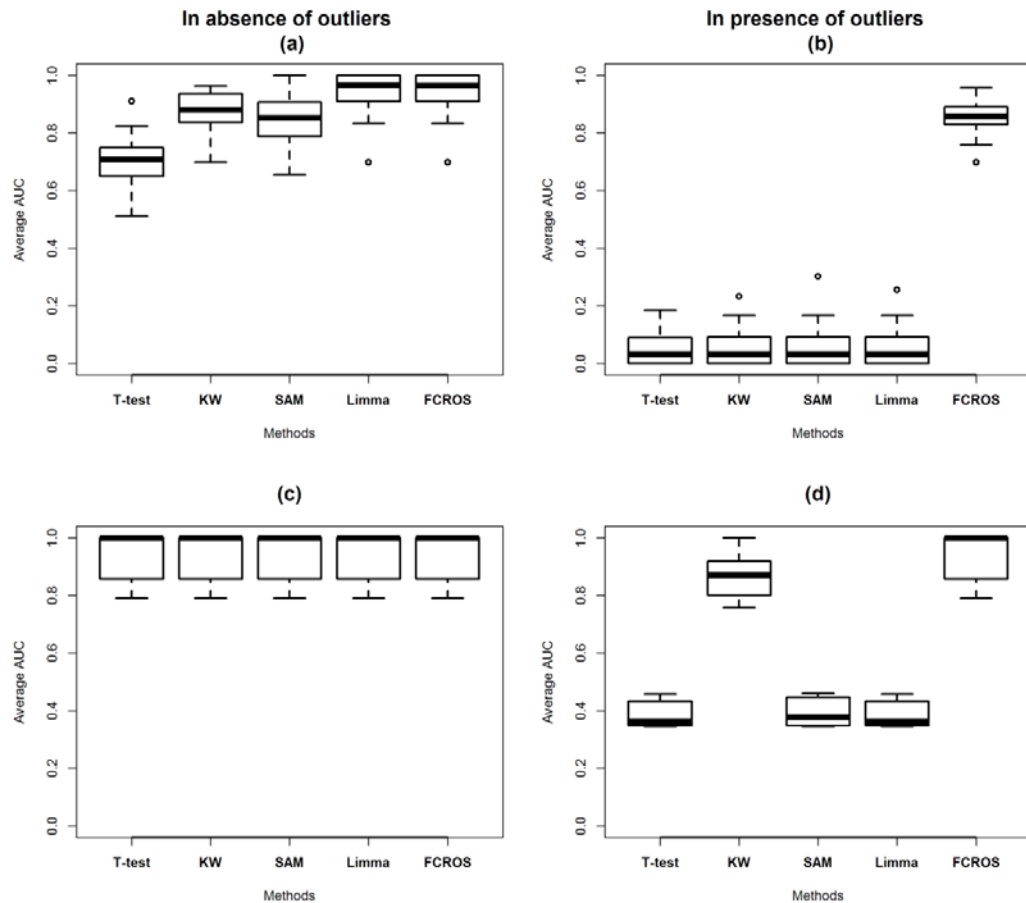 In absence of outliers
(a)
Average AUC
1.0
0.8
0.6
0.4
0.2
0.0
T-test KW SAM Limma FCROS
Methods
In presence of outliers
(b)
Average AUC
1.0
0.8
0.6
0.4
0.2
0.0
T-test KW SAM Limma FCROS
Methods
(c)
Average AUC
1.0
0.8
0.6
0.4
0.2
0.0
T-test KW SAM Limma FCROS
Methods
(d)
Average AUC
1.0
0.8
0.6
0.4
0.2
0.0
T-test KW SAM Limma FCROS
Methods